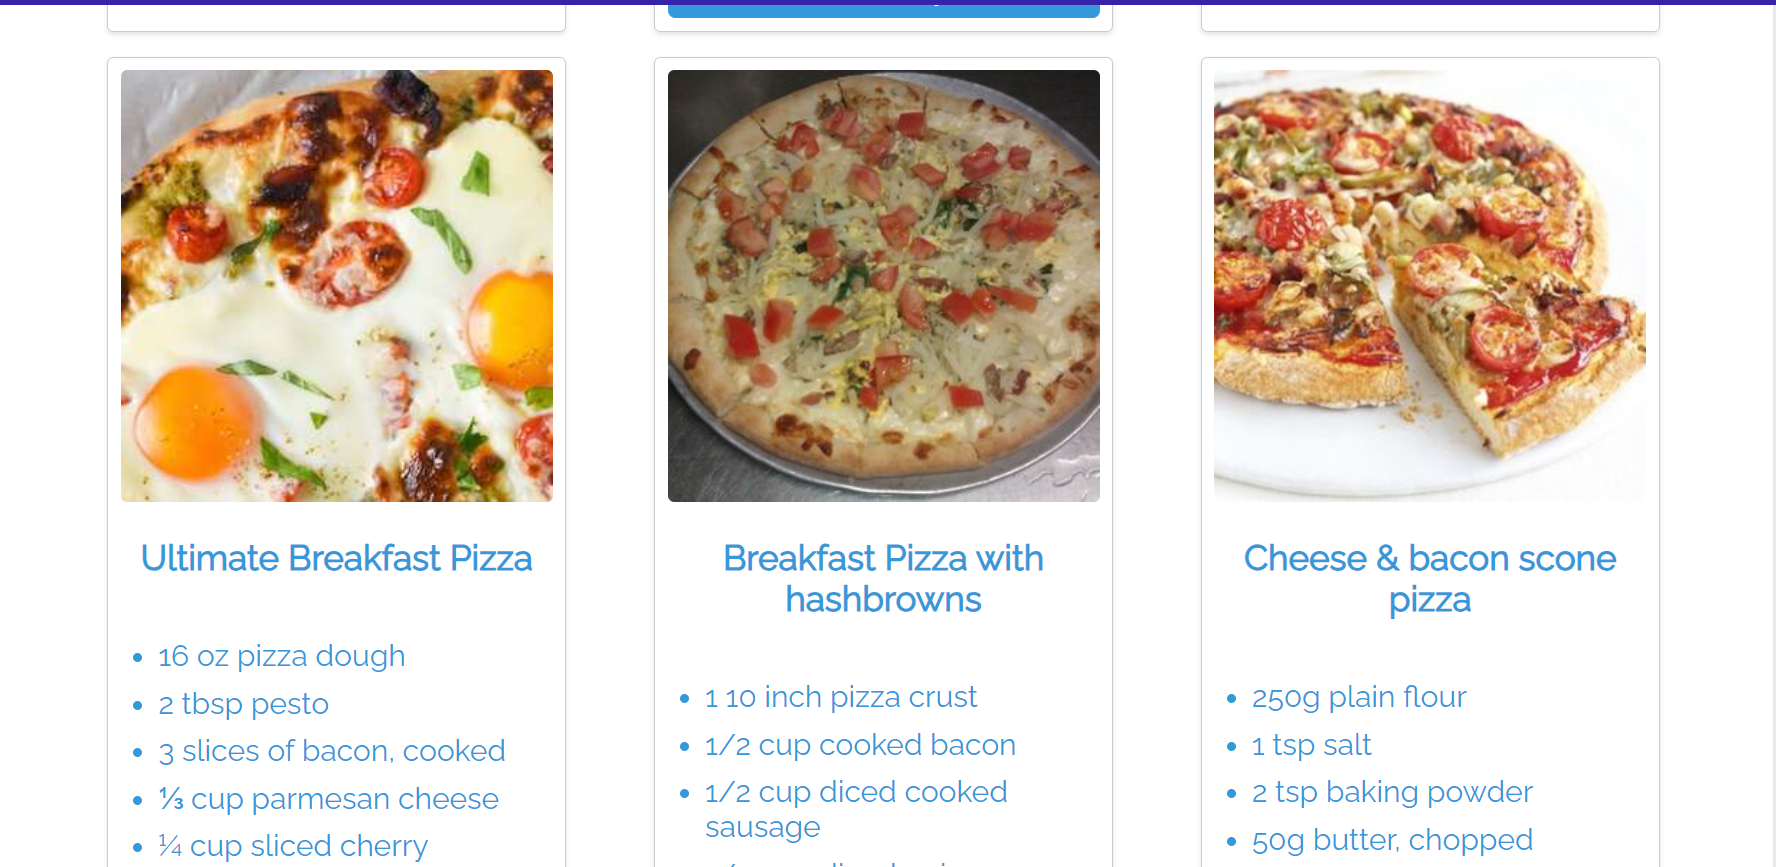 Ultimate Breakfast Pizza
16 oz pizza dough
2 tbsp pesto
3 slices of bacon, cooked
⅓ cup parmesan cheese
¼ cup sliced cherry
Breakfast Pizza with
hashbrowns
1 10 inch pizza crust
1/2 cup cooked bacon
1/2 cup diced cooked
sausage
Cheese & bacon scone
pizza
250g plain flour
1 tsp salt
2 tsp baking powder
50g butter, chopped